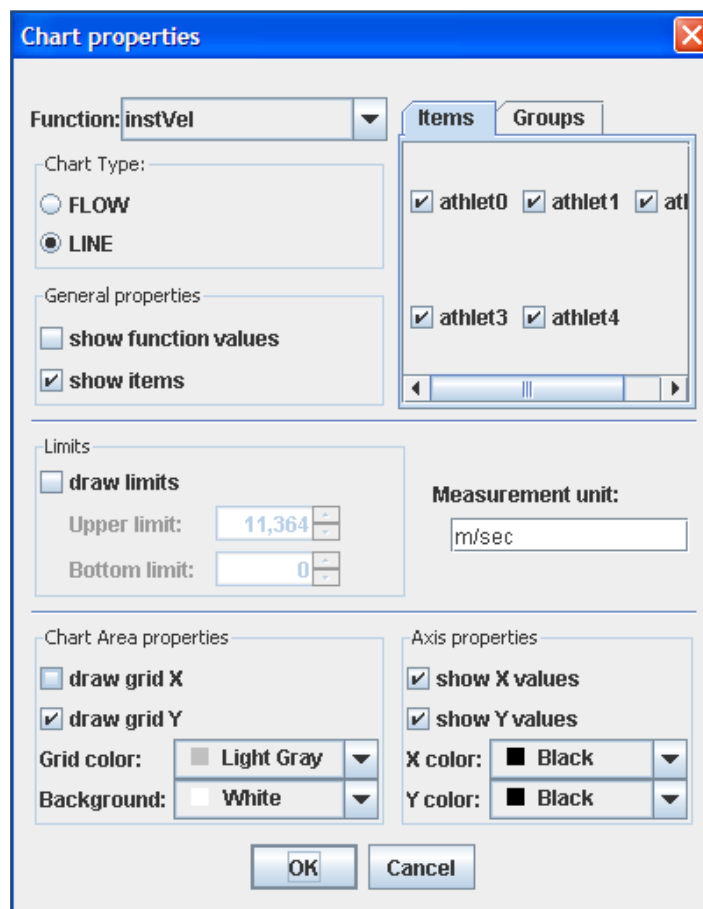 Chart properties
Function: instVel
Items Groups
Chart Type:
FLOW
LINE
athlet0 athlet1 atl
General properties
show function values
show items
athlet3 athlet4
Limits
draw limits
Upper limit: 11,364
Bottom limit: 0
Measurement unit:
m/sec
Chart Area properties
draw grid X
draw grid Y
Grid color: Light Gray
Background: White
Axis properties
show X values
show Y values
X color: Black
Y color: Black
OK Cancel